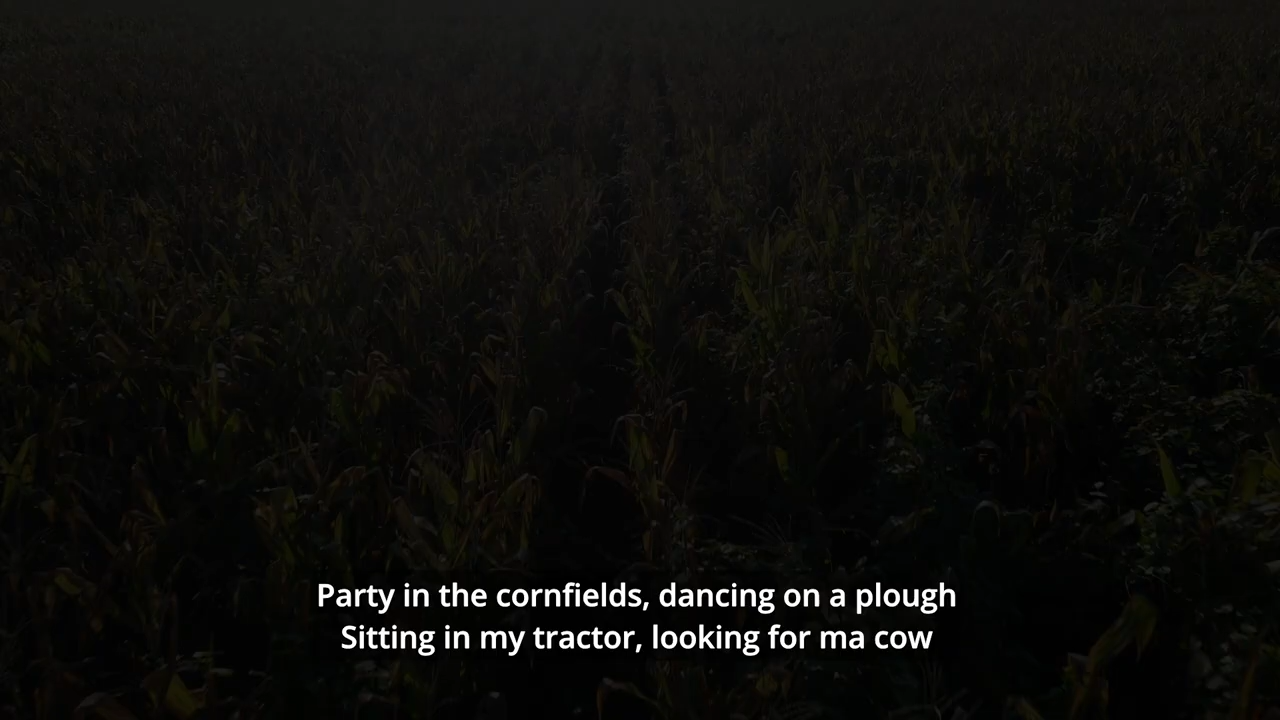 Party in the cornfields, dancing on a plough
Sitting in my tractor, looking for ma cow